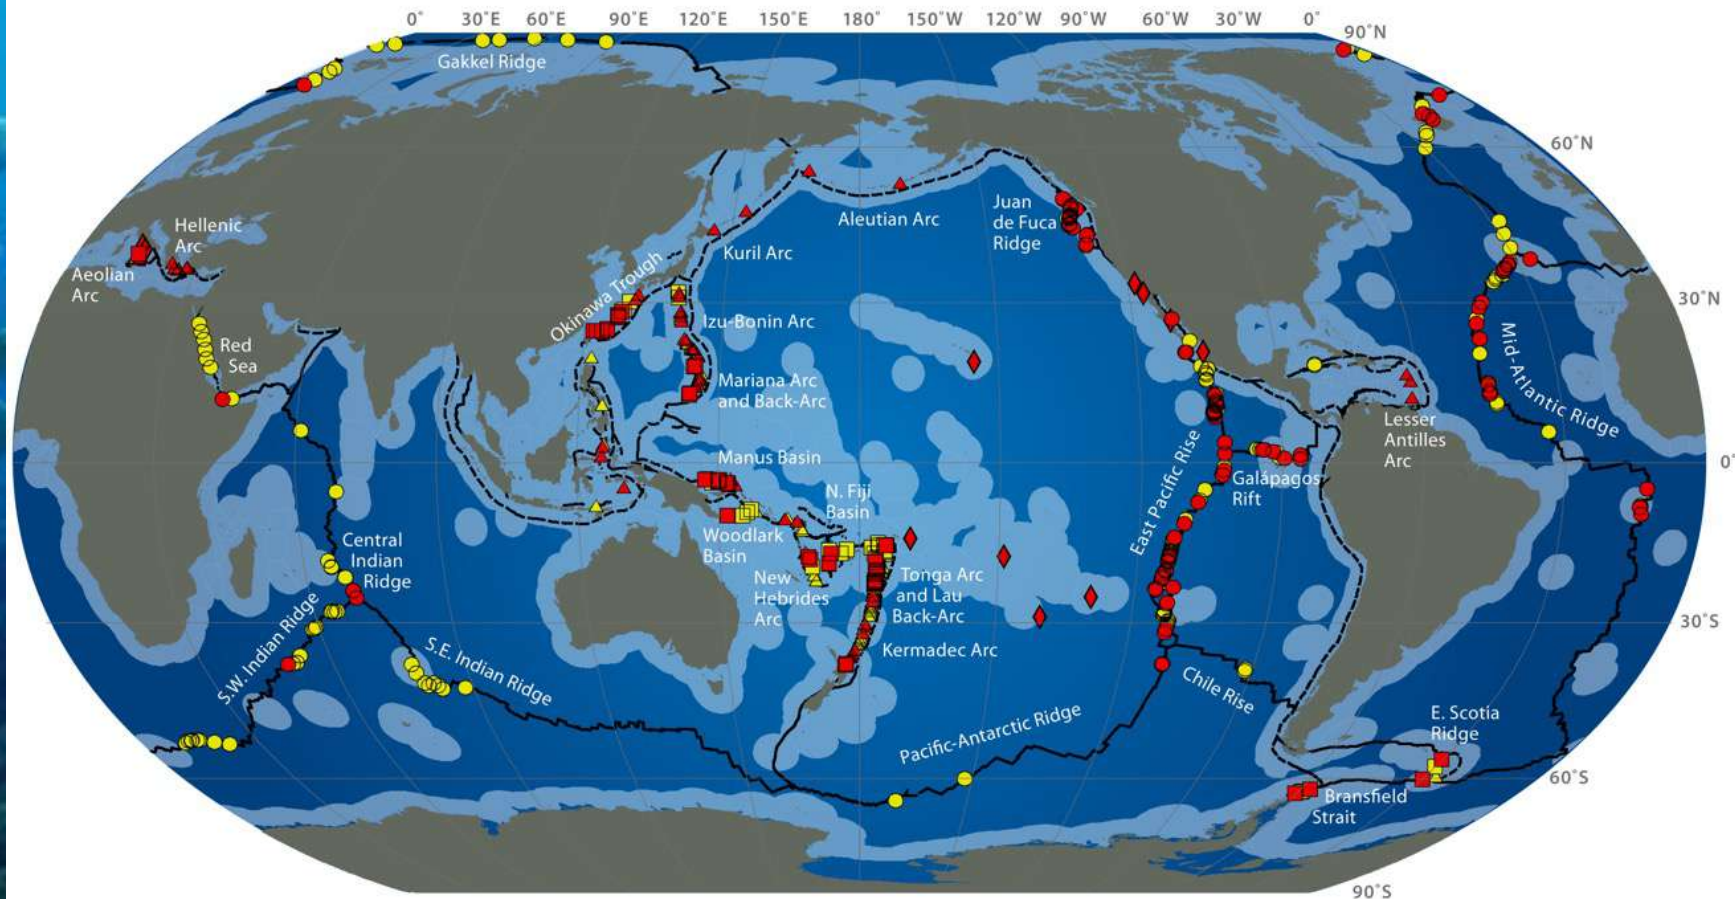 0°
30°E
60°E
90°E
120°E
150°E
180°
150°W
120°W
90°W
60°W
30°W
0°
90°N
Gakkel Ridge
60°N
Hellenic
Arc
Aeolian
Arc
Aleutian Arc
Juan
de Fuca
Ridge
Kuril Arc
Okinawa Trough
30°N
Izu-Bonin Arc
Red
Sea
Mariana Arc
and Back-Arc
Mid-Atlantic Ridge
Lesser
Antilles
Arc
Manus Basin
0°
East Pacific Rise
Galápagos
Rift
N. Fiji
Basin
Woodlark
Basin
Central
Indian
Ridge
New
Hebrides
Arc
Tonga Arc
and Lau
Back-Arc
30°S
S.W. Indian Ridge
S.E. Indian Ridge
Kermadec Arc
Chile Rise
Pacific-Antarctic Ridge
E. Scotia
Ridge
60°S
Bransfield
Strait
90°S